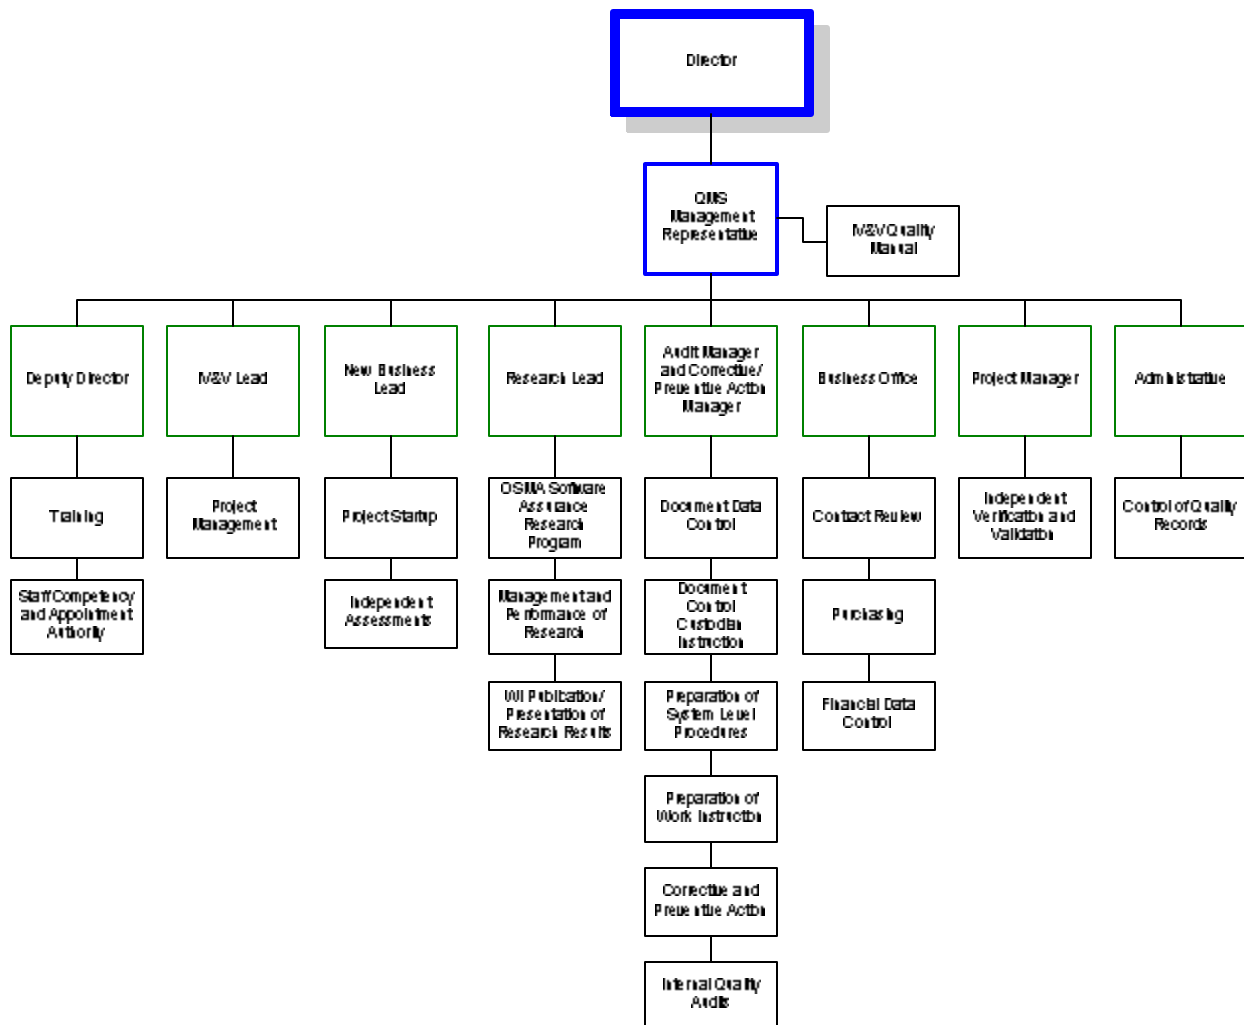 Director
QMS
Management
Representative
IV&V Quality
Manual
Deputy Director
IV&V Lead
New Business
Lead
Research Lead
Audit Manager
and Corrective/
Preventive Action
Manager
Business Office
Project Manager
Administrative
Training
Project
Management
Project Startup
OSMA Software
Assurance
Research
Program
Document Data
Control
Contract Review
Independent
Verification and
Validation
Control of Quality
Records
Staff Competency
and Appointment
Authority
Independent
Assessments
Management and
Performance of
Research
Document
Control
Custodian
Instruction
Purchasing
WI Publication/
Presentation of
Research Results
Preparation of
System Level
Procedures
Financial Data
Control
Preparation of
Work Instruction
Corrective and
Preventive Action
Internal Quality
Audits